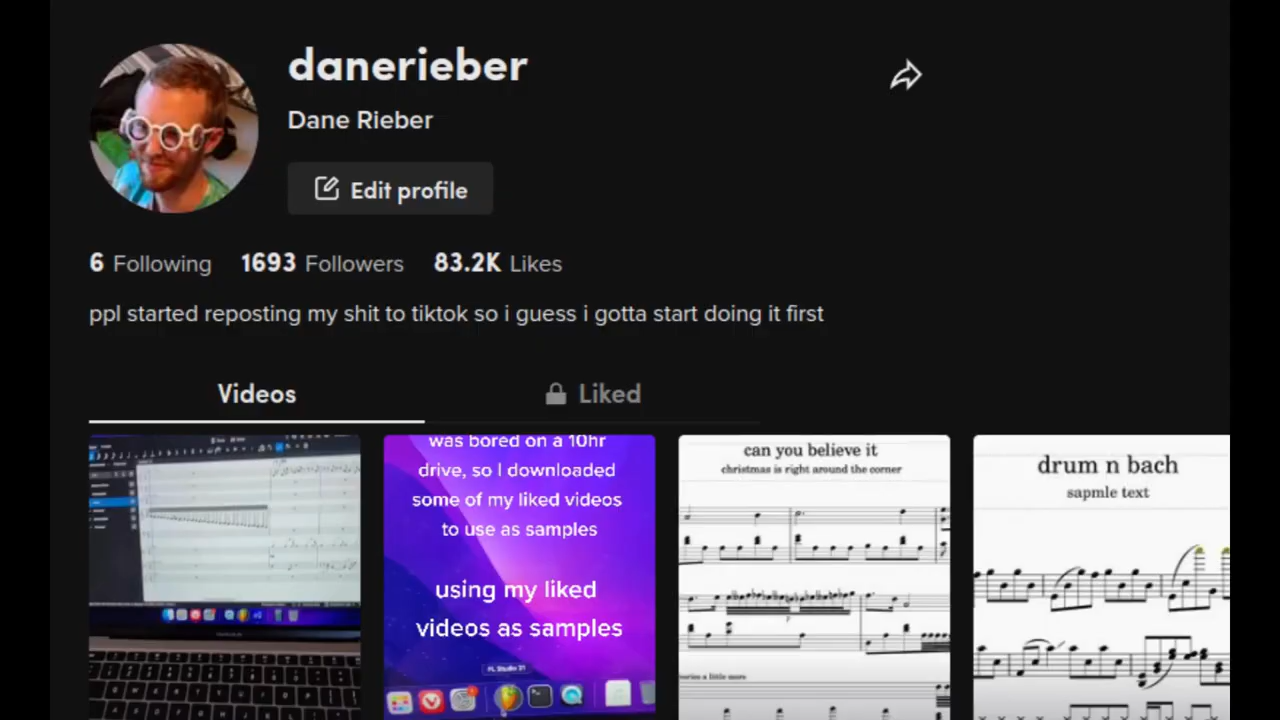 danerieber
Dane Rieber
Edit profile
6 Following 1693 Followers 83.2K Likes
ppl started reposting my shit to tiktok so i guess i gotta start doing it first
Videos Liked
was bored on a 10hr
drive, so I downloaded
some of my liked videos
to use as samples
using my liked
videos as samples
FL Studio 21
can you believe it
christmas is right around the corner
drum n bach
sapmle text